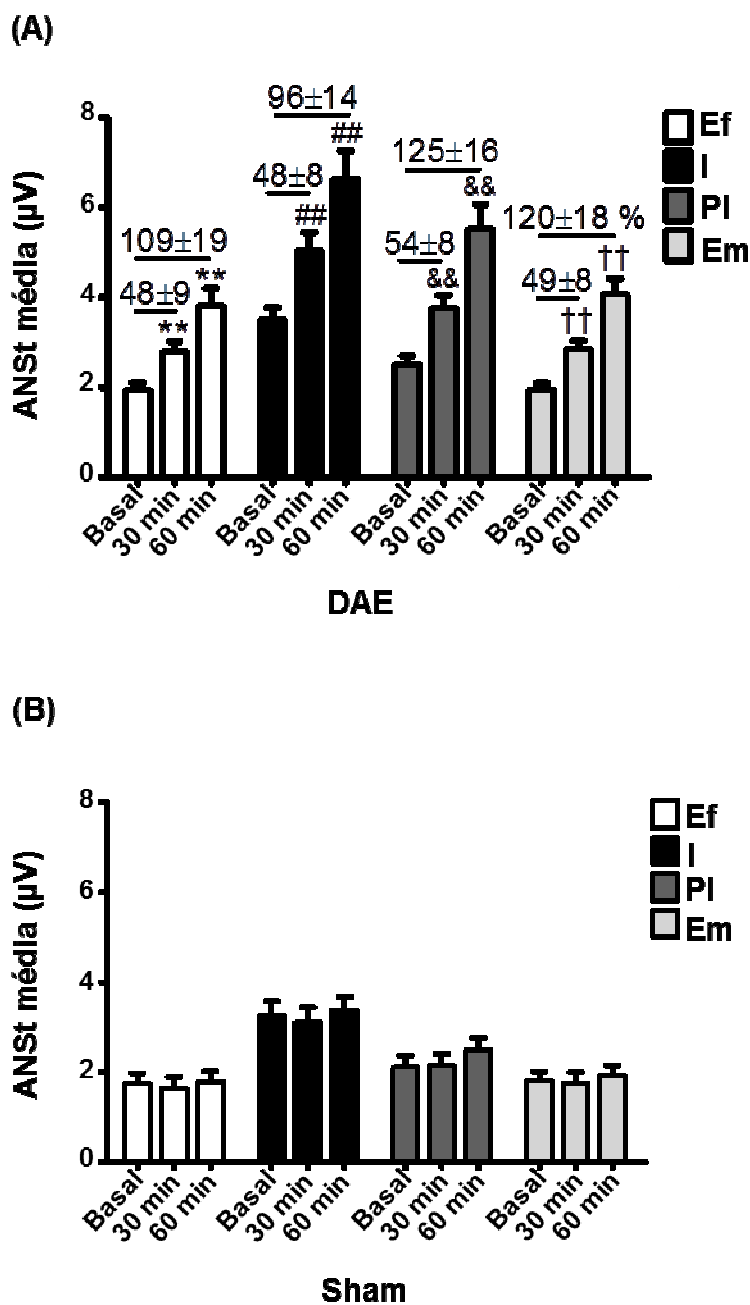 (A)
ANSt média (µV)
8
6
4
2
0
109±19
48±9
**
**
96±14
48±8
##
##
125±16
54±8
&&
&&
120±18 %
49±8
††
††
Ef
I
PI
Em
Basal
30 min
60 min
Basal
30 min
60 min
Basal
30 min
60 min
Basal
30 min
60 min
DAE
(B)
ANSt média (µV)
8
6
4
2
0
Ef
I
PI
Em
Basal
30 min
60 min
Basal
30 min
60 min
Basal
30 min
60 min
Basal
30 min
60 min
Sham